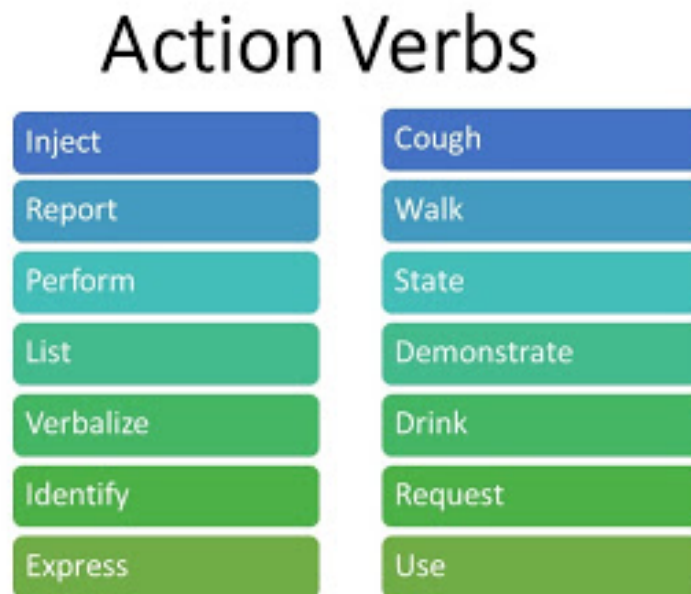 Action Verbs
Inject
Report
Perform
List
Verbalize
Identify
Express
Cough
Walk
State
Demonstrate
Drink
Request
Use